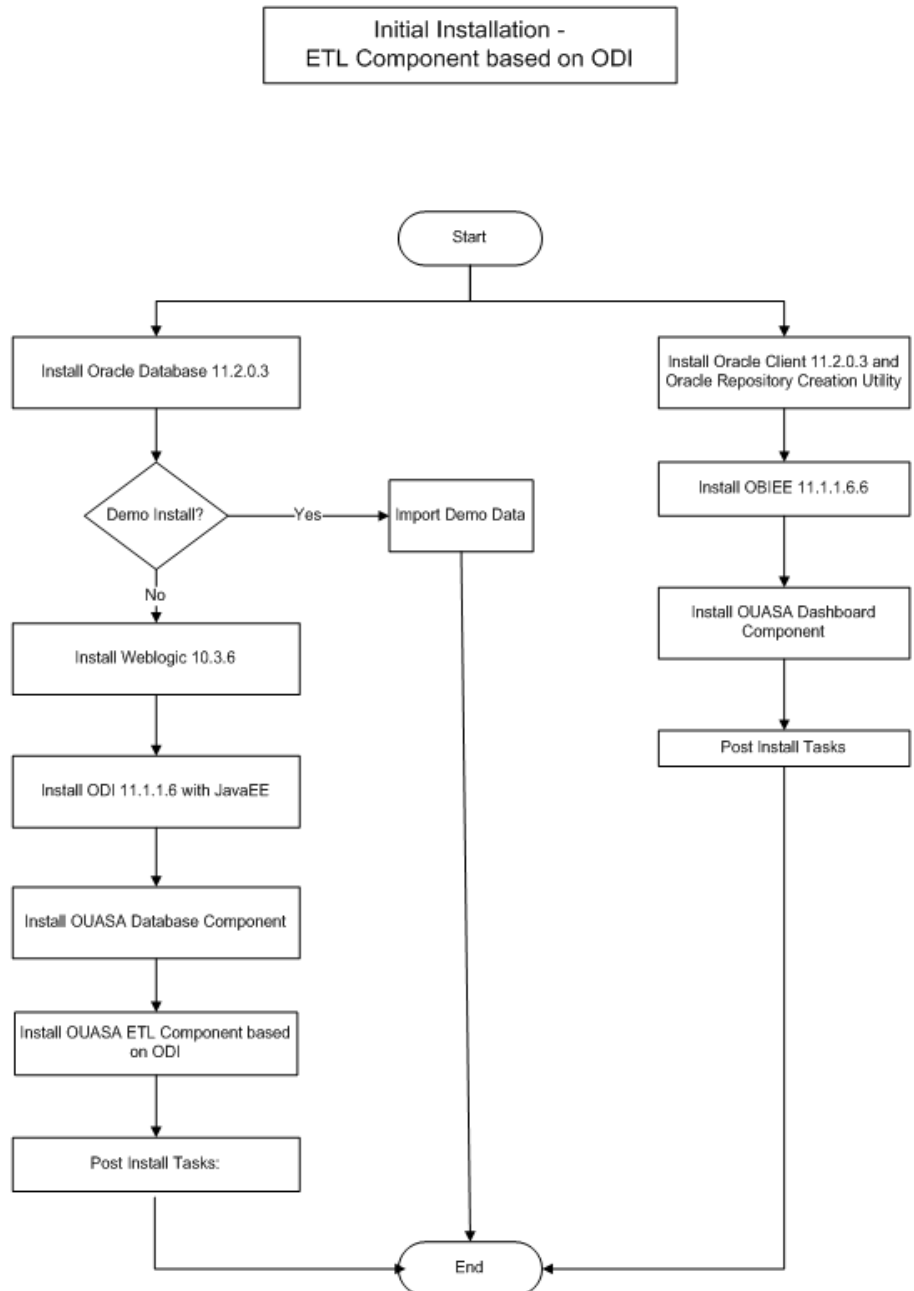 Initial Installation -
ETL Component based on ODI
Start
Install Oracle Database 11.2.0.3
Install Oracle Client 11.2.0.3 and
Oracle Repository Creation Utility
Demo Install?
Yes
Import Demo Data
Install OBIEE 11.1.1.6.6
No
Install OUASA Dashboard
Component
Install Weblogic 10.3.6
Post Install Tasks
Install ODI 11.1.1.6 with JavaEE
Install OUASA Database Component
Install OUASA ETL Component based
on ODI
Post Install Tasks:
End